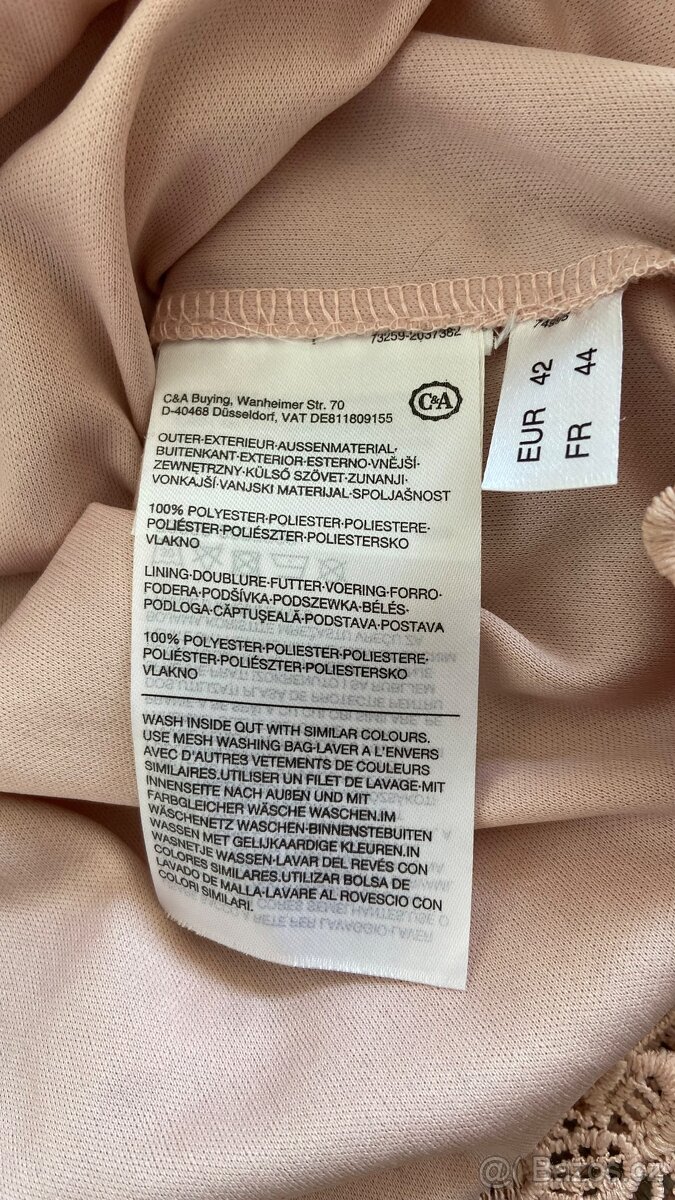 73259-2037382
C&A Buying, Wanheimer Str. 70
D-40468 Düsseldorf, VAT DE811809155
C&A
OUTER·EXTERIEUR·AUSSENMATERIAL·
BUITENKANT·EXTERIOR·ESTERNO·VNĚJŠÍ·
ZEWNĘTRZNY·KÜLSŐ SZÖVET·ZUNANJI·
VONKAJŠÍ·VANJSKI MATERIJAL·SPOLJAŠNOST
100% POLYESTER·POLIESTER·POLIESTERE·
POLIÉSTER·POLIÉSZTER·POLIESTERSKO
VLAKNO
LINING·DOUBLURE·FUTTER·VOERING·FORRO·
FODERA·PODŠÍVKA·PODSZEWKA·BÉLÉS·
PODLOGA·CĂPTUŞEALĂ·PODSTAVA·POSTAVA
100% POLYESTER·POLIESTER·POLIESTERE·
POLIÉSTER·POLIÉSZTER·POLIESTERSKO
VLAKNO
WASH INSIDE OUT WITH SIMILAR COLOURS.
USE MESH WASHING BAG·LAVER A L'ENVERS
AVEC D'AUTRES VETEMENTS DE COULEURS
SIMILAIRES.UTILISER UN FILET DE LAVAGE·MIT
INNENSEITE NACH AUßEN UND MIT
FARBGLEICHER WÄSCHE WASCHEN.IM
WÄSCHENETZ WASCHEN·BINNENSTEBUITEN
WASSEN MET GELIJKAARDIGE KLEUREN.IN
WASNETJE WASSEN·LAVAR DEL REVÉS CON
COLORES SIMILARES.UTILIZAR BOLSA DE
LAVADO DE MALLA·LAVARE AL ROVESCIO CON
COLORI SIMILARI.
EUR 42
FR 44
@ Bazos.cz